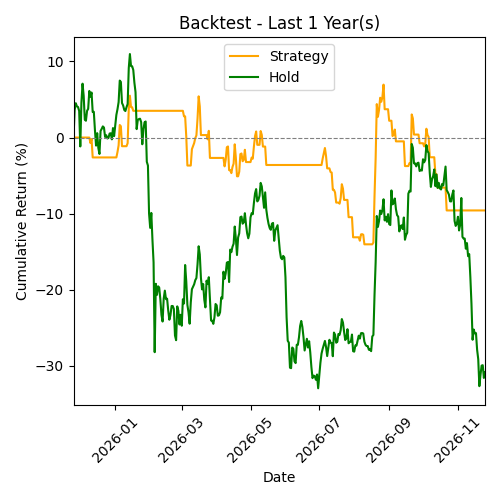 Backtest - Last 1 Year(s)
Strategy
Hold
Cumulative Return (%)
10
0
−10
−20
−30
2026-01
2026-03
2026-05
2026-07
2026-09
2026-11
Date